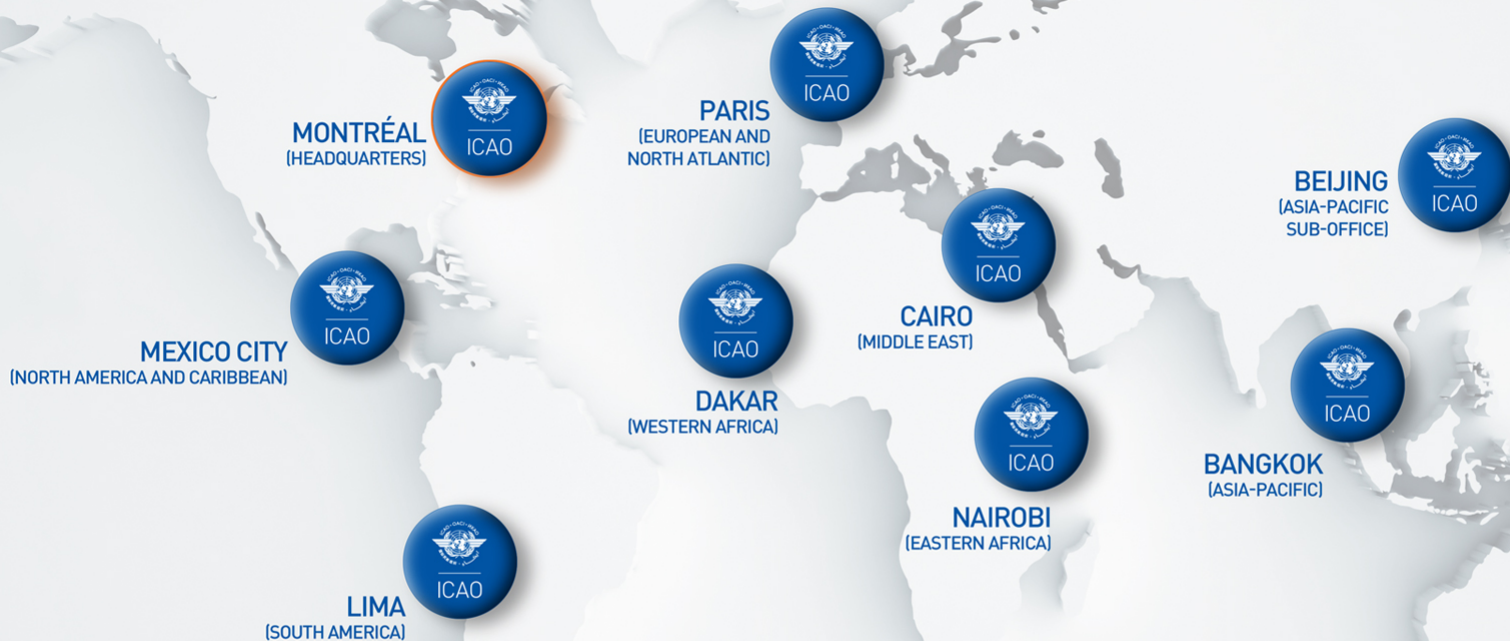 PARIS
(EUROPEAN AND
NORTH ATLANTIC)
ICAO
MONTRÉAL
(HEADQUARTERS)
ICAO
BEIJING
(ASIA-PACIFIC
SUB-OFFICE)
ICAO
MEXICO CITY
(NORTH AMERICA AND CARIBBEAN)
ICAO
DAKAR
(WESTERN AFRICA)
ICAO
CAIRO
(MIDDLE EAST)
ICAO
NAIROBI
(EASTERN AFRICA)
ICAO
BANGKOK
(ASIA-PACIFIC)
ICAO
LIMA
(SOUTH AMERICA)
ICAO